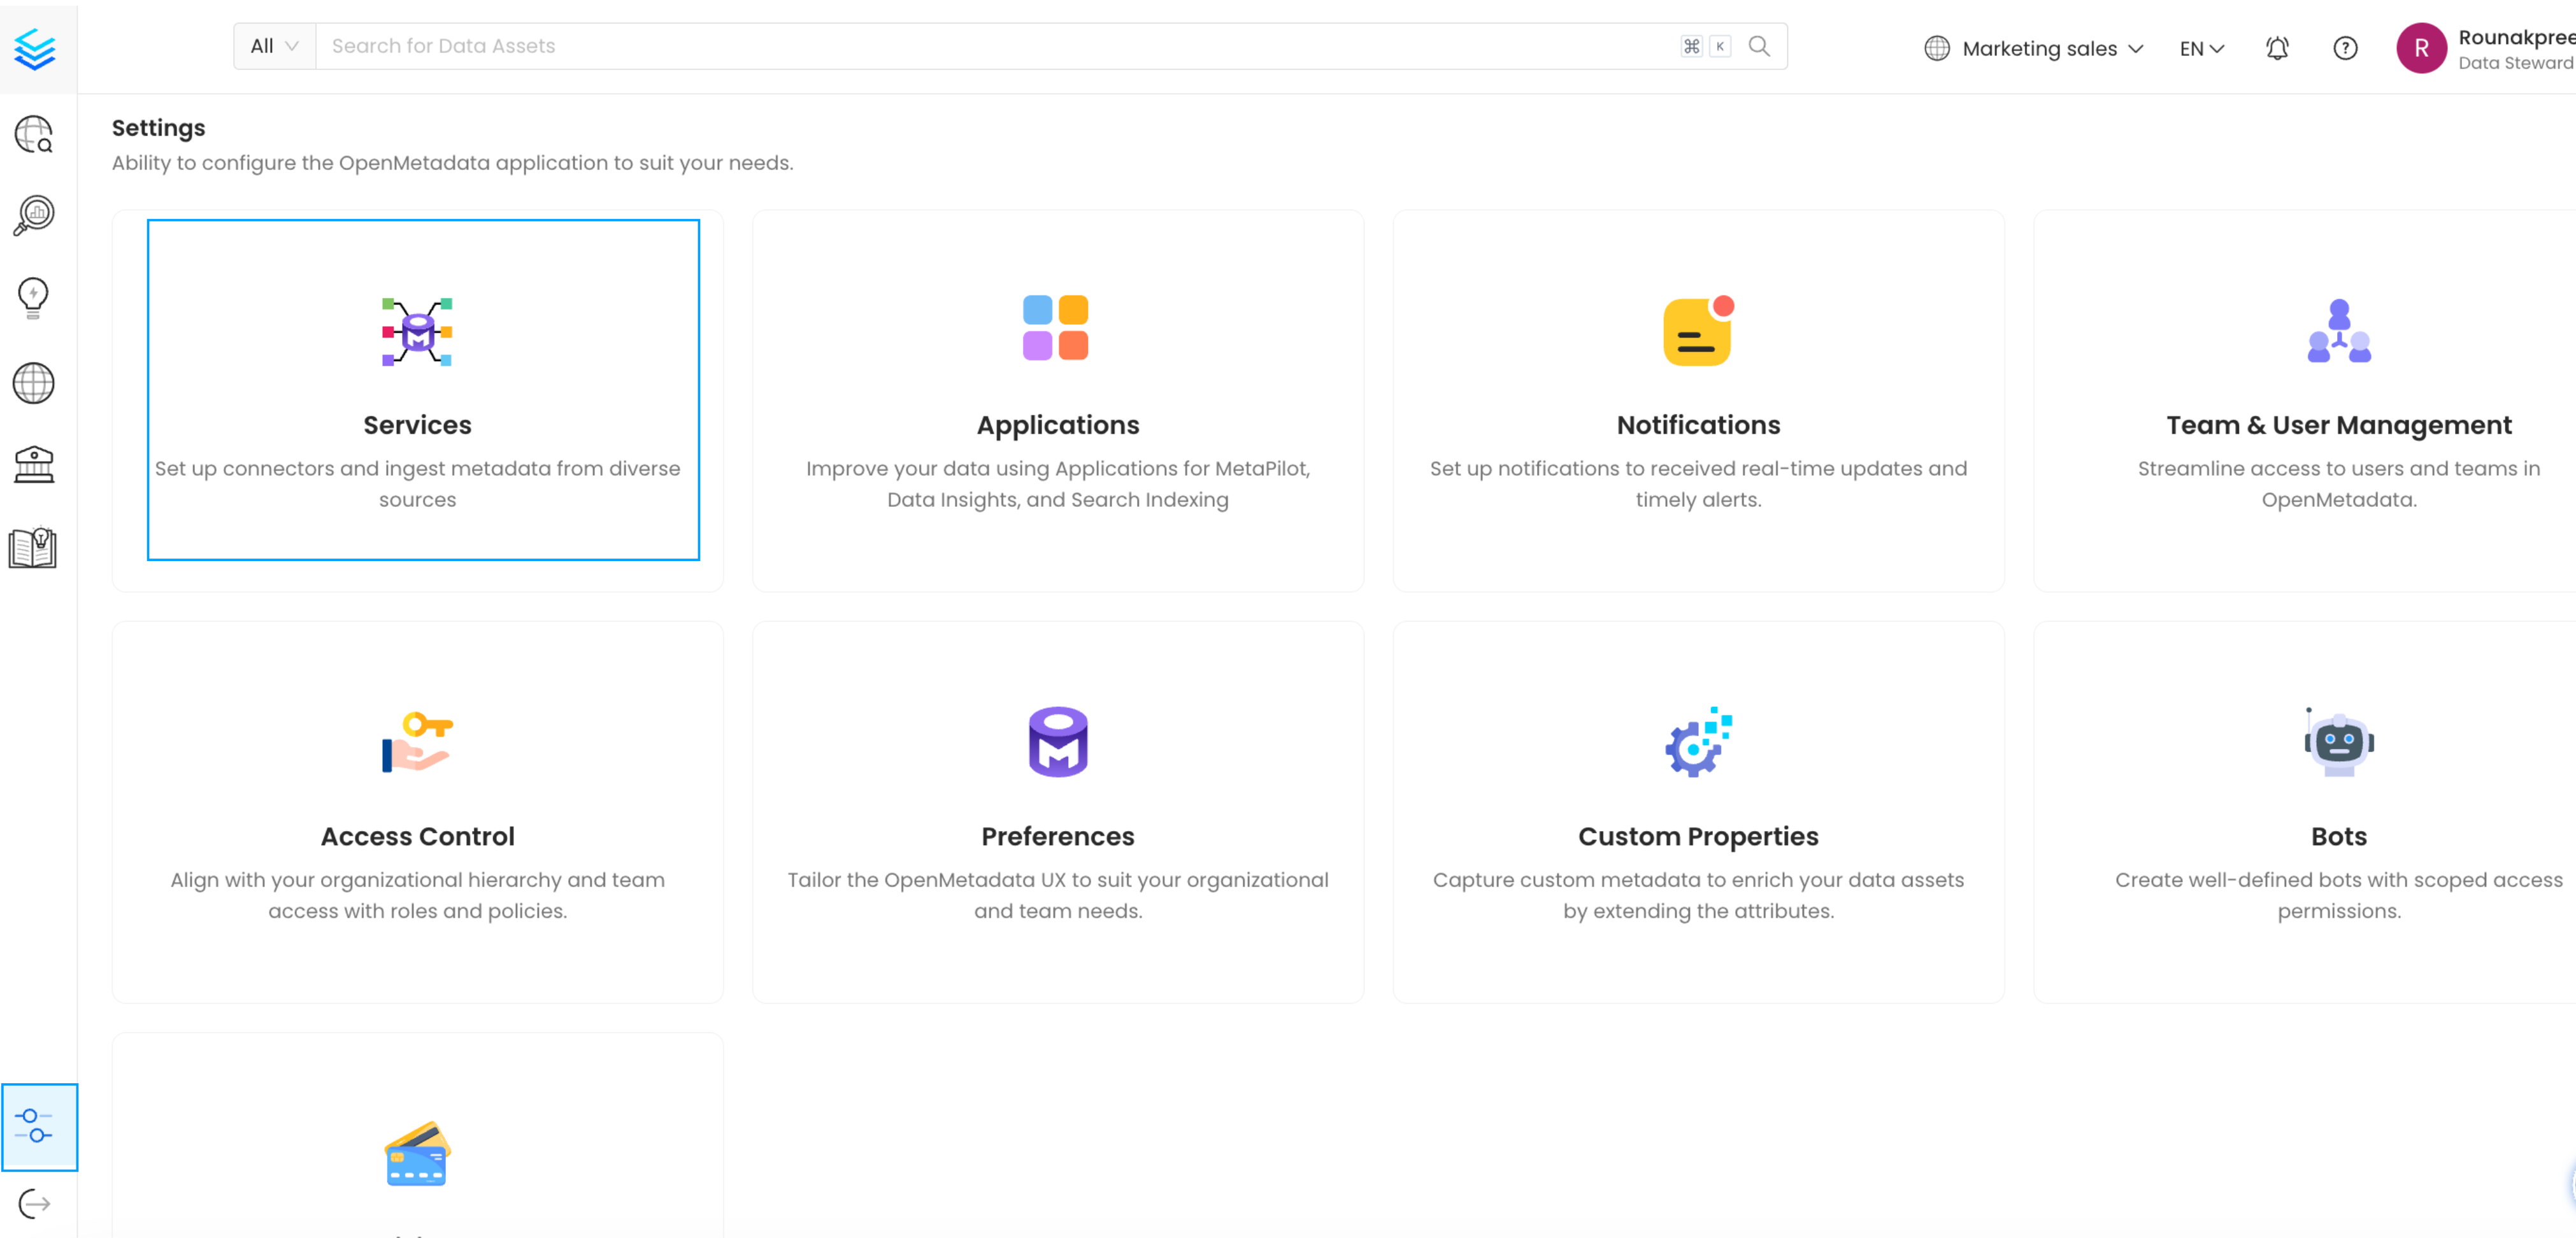 All
Search for Data Assets
⌘ K
Marketing sales
EN
?
R
Rounakpree
Data Steward
Settings
Ability to configure the OpenMetadata application to suit your needs.
Services
Set up connectors and ingest metadata from diverse
sources
Applications
Improve your data using Applications for MetaPilot,
Data Insights, and Search Indexing
Notifications
Set up notifications to received real-time updates and
timely alerts.
Team & User Management
Streamline access to users and teams in
OpenMetadata.
Access Control
Align with your organizational hierarchy and team
access with roles and policies.
Preferences
Tailor the OpenMetadata UX to suit your organizational
and team needs.
Custom Properties
Capture custom metadata to enrich your data assets
by extending the attributes.
Bots
Create well-defined bots with scoped access
permissions.